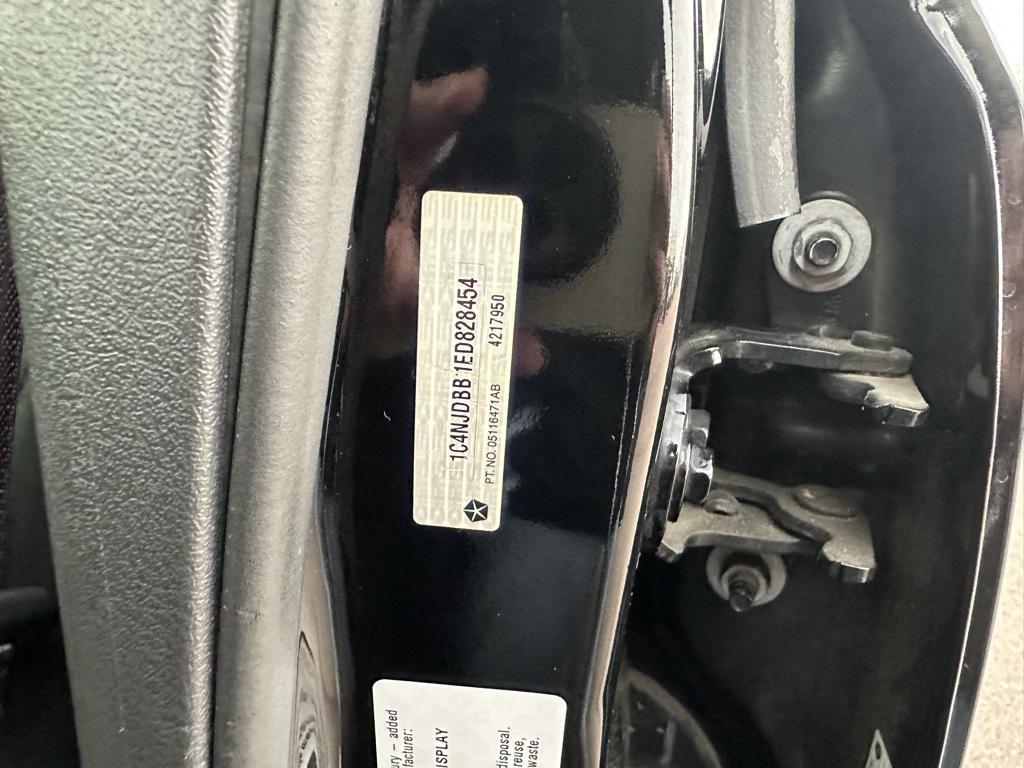 1C4NJDBB1ED828454
PT. NO. 05116471AB 4217950
ury – added
facturer:
ISPLAY
disposal.
reuse,
waste.